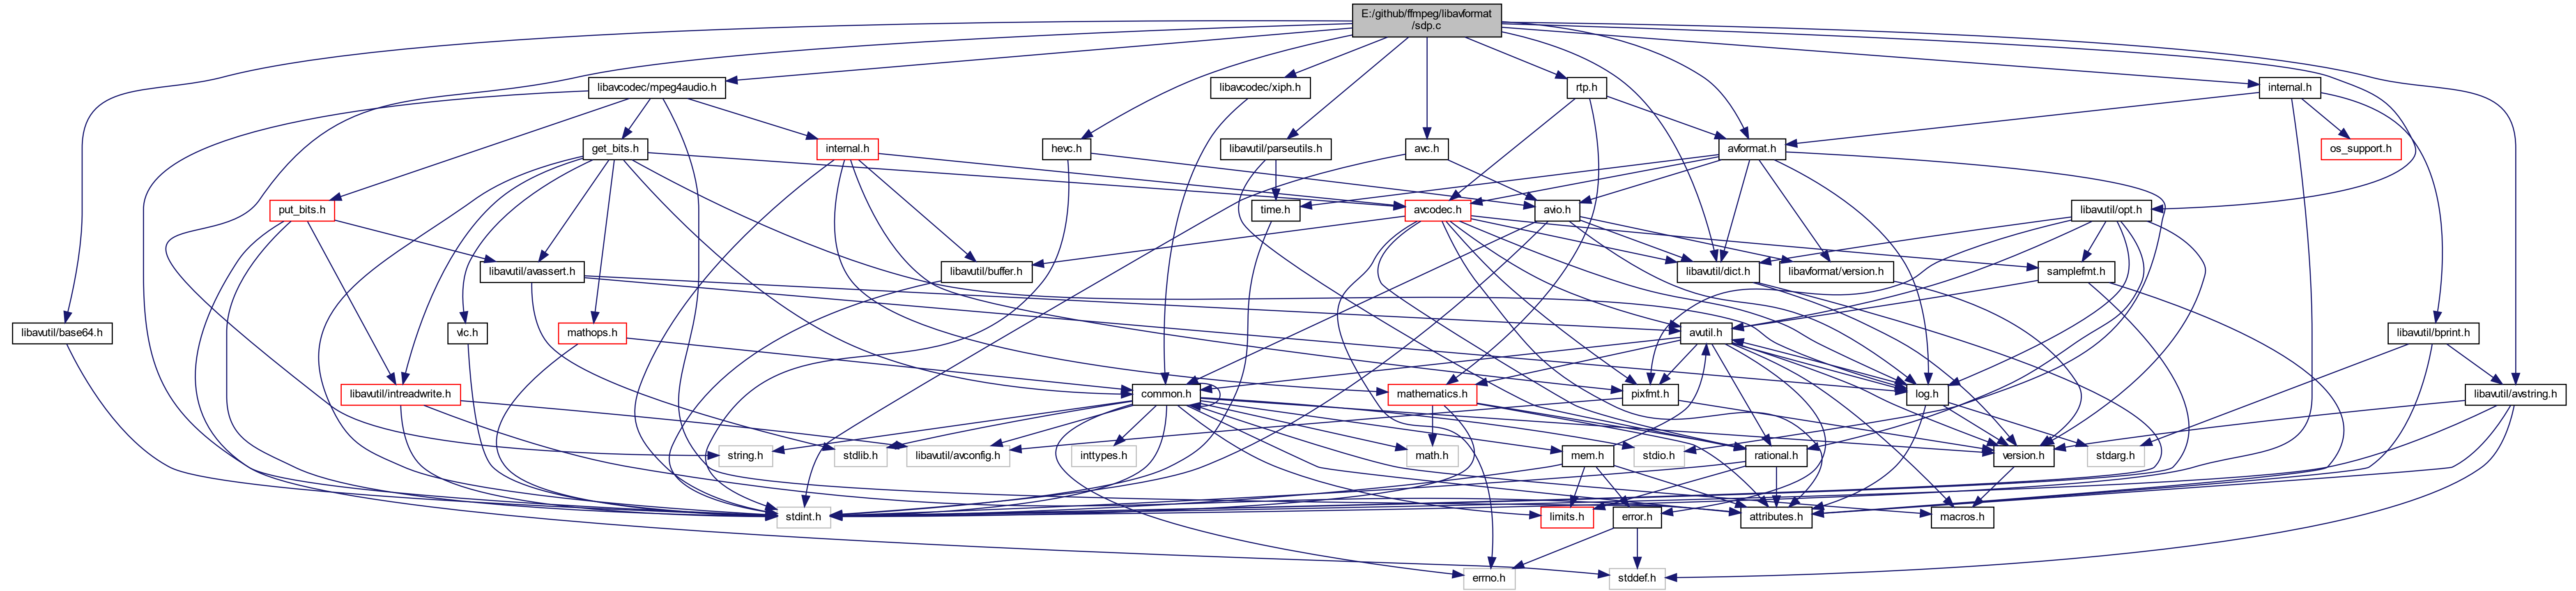 E:/github/ffmpeg/libavformat
/sdp.c
libavcodec/mpeg4audio.h
libavcodec/xiph.h
rtp.h
internal.h
get_bits.h
internal.h
hevc.h
libavutil/parseutils.h
avc.h
avformat.h
os_support.h
put_bits.h
time.h
avcodec.h
avio.h
libavutil/opt.h
libavutil/avassert.h
libavutil/buffer.h
libavutil/dict.h
libavformat/version.h
samplefmt.h
libavutil/base64.h
vlc.h
mathops.h
avutil.h
libavutil/bprint.h
libavutil/intreadwrite.h
common.h
mathematics.h
pixfmt.h
log.h
libavutil/avstring.h
string.h
stdlib.h
libavutil/avconfig.h
inttypes.h
math.h
mem.h
stdio.h
rational.h
version.h
stdarg.h
stdint.h
limits.h
error.h
attributes.h
macros.h
errno.h
stddef.h